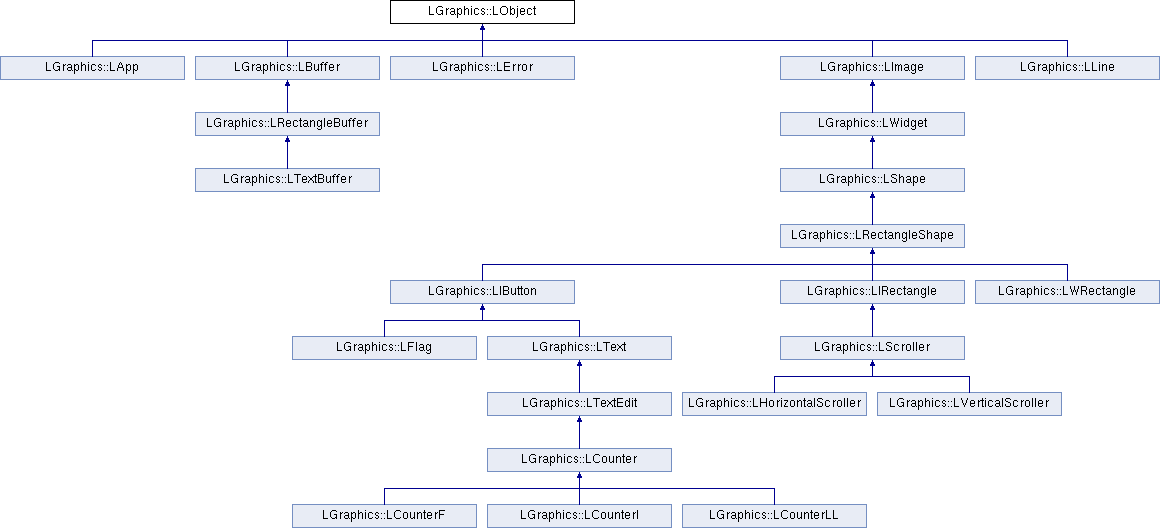 LGraphics::LObject
LGraphics::LApp
LGraphics::LBuffer
LGraphics::LError
LGraphics::LImage
LGraphics::LLine
LGraphics::LRectangleBuffer
LGraphics::LWidget
LGraphics::LTextBuffer
LGraphics::LShape
LGraphics::LRectangleShape
LGraphics::LIButton
LGraphics::LIRectangle
LGraphics::LWRectangle
LGraphics::LFlag
LGraphics::LText
LGraphics::LScroller
LGraphics::LTextEdit
LGraphics::LHorizontalScroller
LGraphics::LVerticalScroller
LGraphics::LCounter
LGraphics::LCounterF
LGraphics::LCounterI
LGraphics::LCounterLL